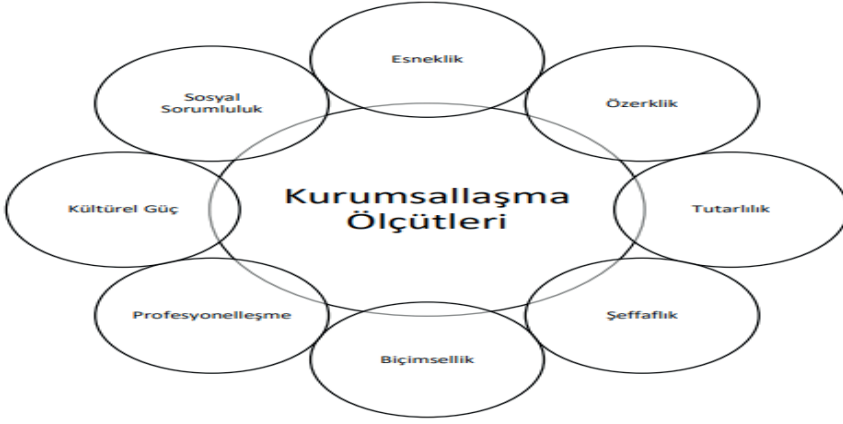 Esneklik
Sosyal
Sorumluluk
Özerklik
Kurumsallaşma
Ölçütleri
Kültürel Güç
Tutarlılık
Profesyonelleşme
Şeffaflık
Biçimsellik